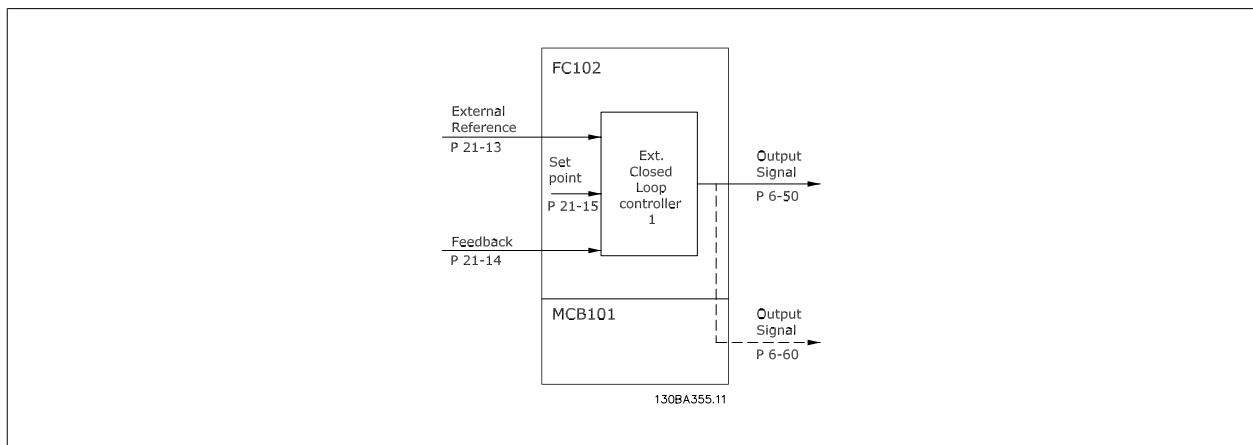 FC102
External
Reference
P 21-13
Set
point
P 21-15
Feedback
P 21-14
Ext.
Closed
Loop
controller
1
Output
Signal
P 6-50
MCB101
Output
Signal
P 6-60
130BA355.11